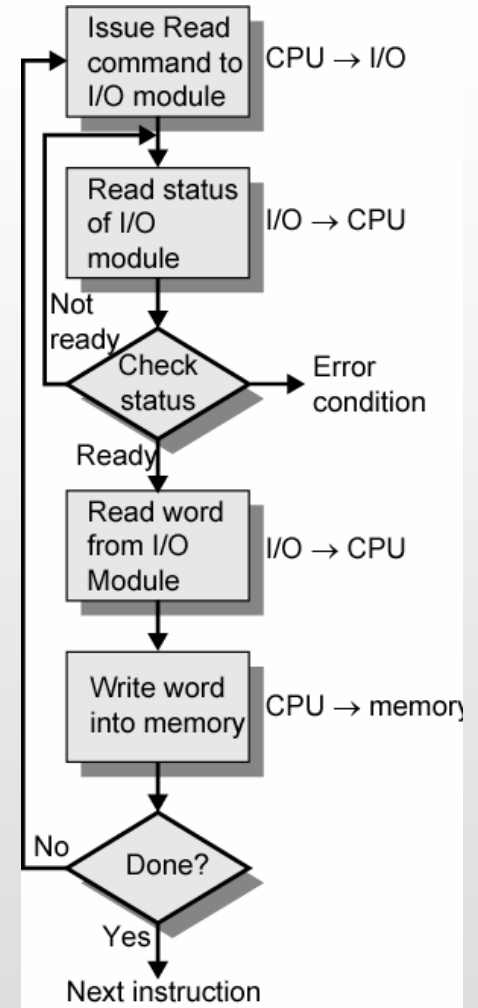 Issue Read
command to
I/O module
CPU → I/O
Read status
of I/O
module
I/O → CPU
Not
ready
Check
status
Error
condition
Ready
Read word
from I/O
Module
I/O → CPU
Write word
into memory
CPU → memory
No
Done?
Yes
Next instruction